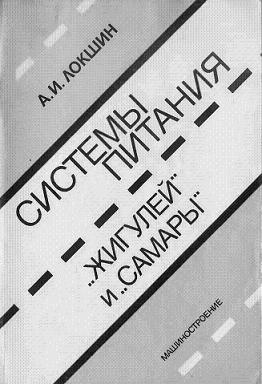 А.И. ЛОКШИН
СИСТЕМЫ
ПИТАНИЯ
„ЖИГУЛЕЙ"
и „САМАРЫ"
МАШИНОСТРОЕНИЕ